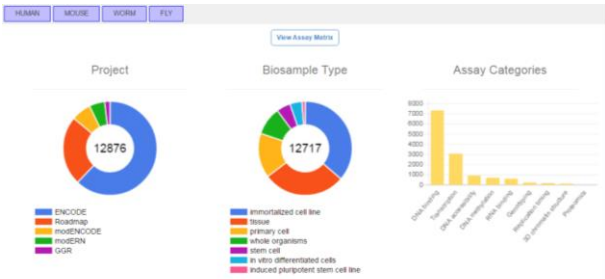 HUMAN MOUSE WORM FLY
View Assay Matrix
Project
Biosample Type
Assay Categories
12876
12717
8000
7000
6000
5000
4000
3000
2000
1000
0
DNA binding
Transcription
DNA accessibility
DNA methylation
RNA binding
Genotyping
Replication timing
3D chromatin structure
Proteomics
ENCODE
Roadmap
modENCODE
modERN
GGR
immortalized cell line
tissue
primary cell
whole organisms
stem cell
in vitro differentiated cells
induced pluripotent stem cell line